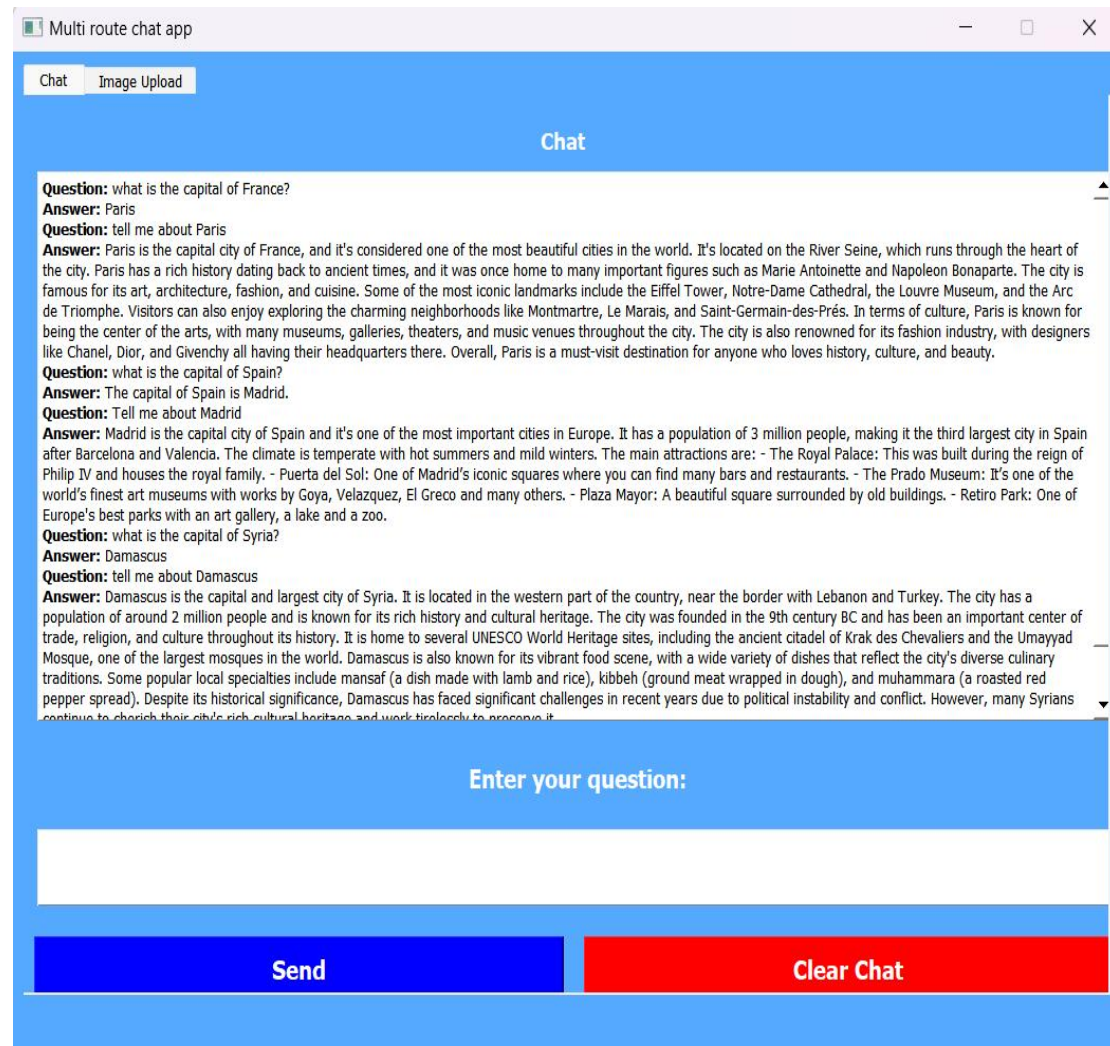 Multi route chat app
Chat
Image Upload
Chat
Question: what is the capital of France?
Answer: Paris
Question: tell me about Paris
Answer: Paris is the capital city of France, and it's considered one of the most beautiful cities in the world. It's located on the River Seine, which runs through the heart of
the city. Paris has a rich history dating back to ancient times, and it was once home to many important figures such as Marie Antoinette and Napoleon Bonaparte. The city is
famous for its art, architecture, fashion, and cuisine. Some of the most iconic landmarks include the Eiffel Tower, Notre-Dame Cathedral, the Louvre Museum, and the Arc
de Triomphe. Visitors can also enjoy exploring the charming neighborhoods like Montmartre, Le Marais, and Saint-Germain-des-Prés. In terms of culture, Paris is known for
being the center of the arts, with many museums, galleries, theaters, and music venues throughout the city. The city is also renowned for its fashion industry, with designers
like Chanel, Dior, and Givenchy all having their headquarters there. Overall, Paris is a must-visit destination for anyone who loves history, culture, and beauty.
Question: what is the capital of Spain?
Answer: The capital of Spain is Madrid.
Question: Tell me about Madrid
Answer: Madrid is the capital city of Spain and it's one of the most important cities in Europe. It has a population of 3 million people, making it the third largest city in Spain
after Barcelona and Valencia. The climate is temperate with hot summers and mild winters. The main attractions are: - The Royal Palace: This was built during the reign of
Philip IV and houses the royal family. - Puerta del Sol: One of Madrid's iconic squares where you can find many bars and restaurants. - The Prado Museum: It's one of the
world's finest art museums with works by Goya, Velazquez, El Greco and many others. - Plaza Mayor: A beautiful square surrounded by old buildings. - Retiro Park: One of
Europe's best parks with an art gallery, a lake and a zoo.
Question: what is the capital of Syria?
Answer: Damascus
Question: tell me about Damascus
Answer: Damascus is the capital and largest city of Syria. It is located in the western part of the country, near the border with Lebanon and Turkey. The city has a
population of around 2 million people and is known for its rich history and cultural heritage. The city was founded in the 9th century BC and has been an important center of
trade, religion, and culture throughout its history. It is home to several UNESCO World Heritage sites, including the ancient citadel of Krak des Chevaliers and the Umayyad
Mosque, one of the largest mosques in the world. Damascus is also known for its vibrant food scene, with a wide variety of dishes that reflect the city's diverse culinary
traditions. Some popular local specialties include mansaf (a dish made with lamb and rice), kibbeh (ground meat wrapped in dough), and muhammara (a roasted red
pepper spread). Despite its historical significance, Damascus has faced significant challenges in recent years due to political instability and conflict. However, many Syrians
continue to cherish their city's rich cultural heritage and work tirelessly to preserve it.
Enter your question:
Send
Clear Chat